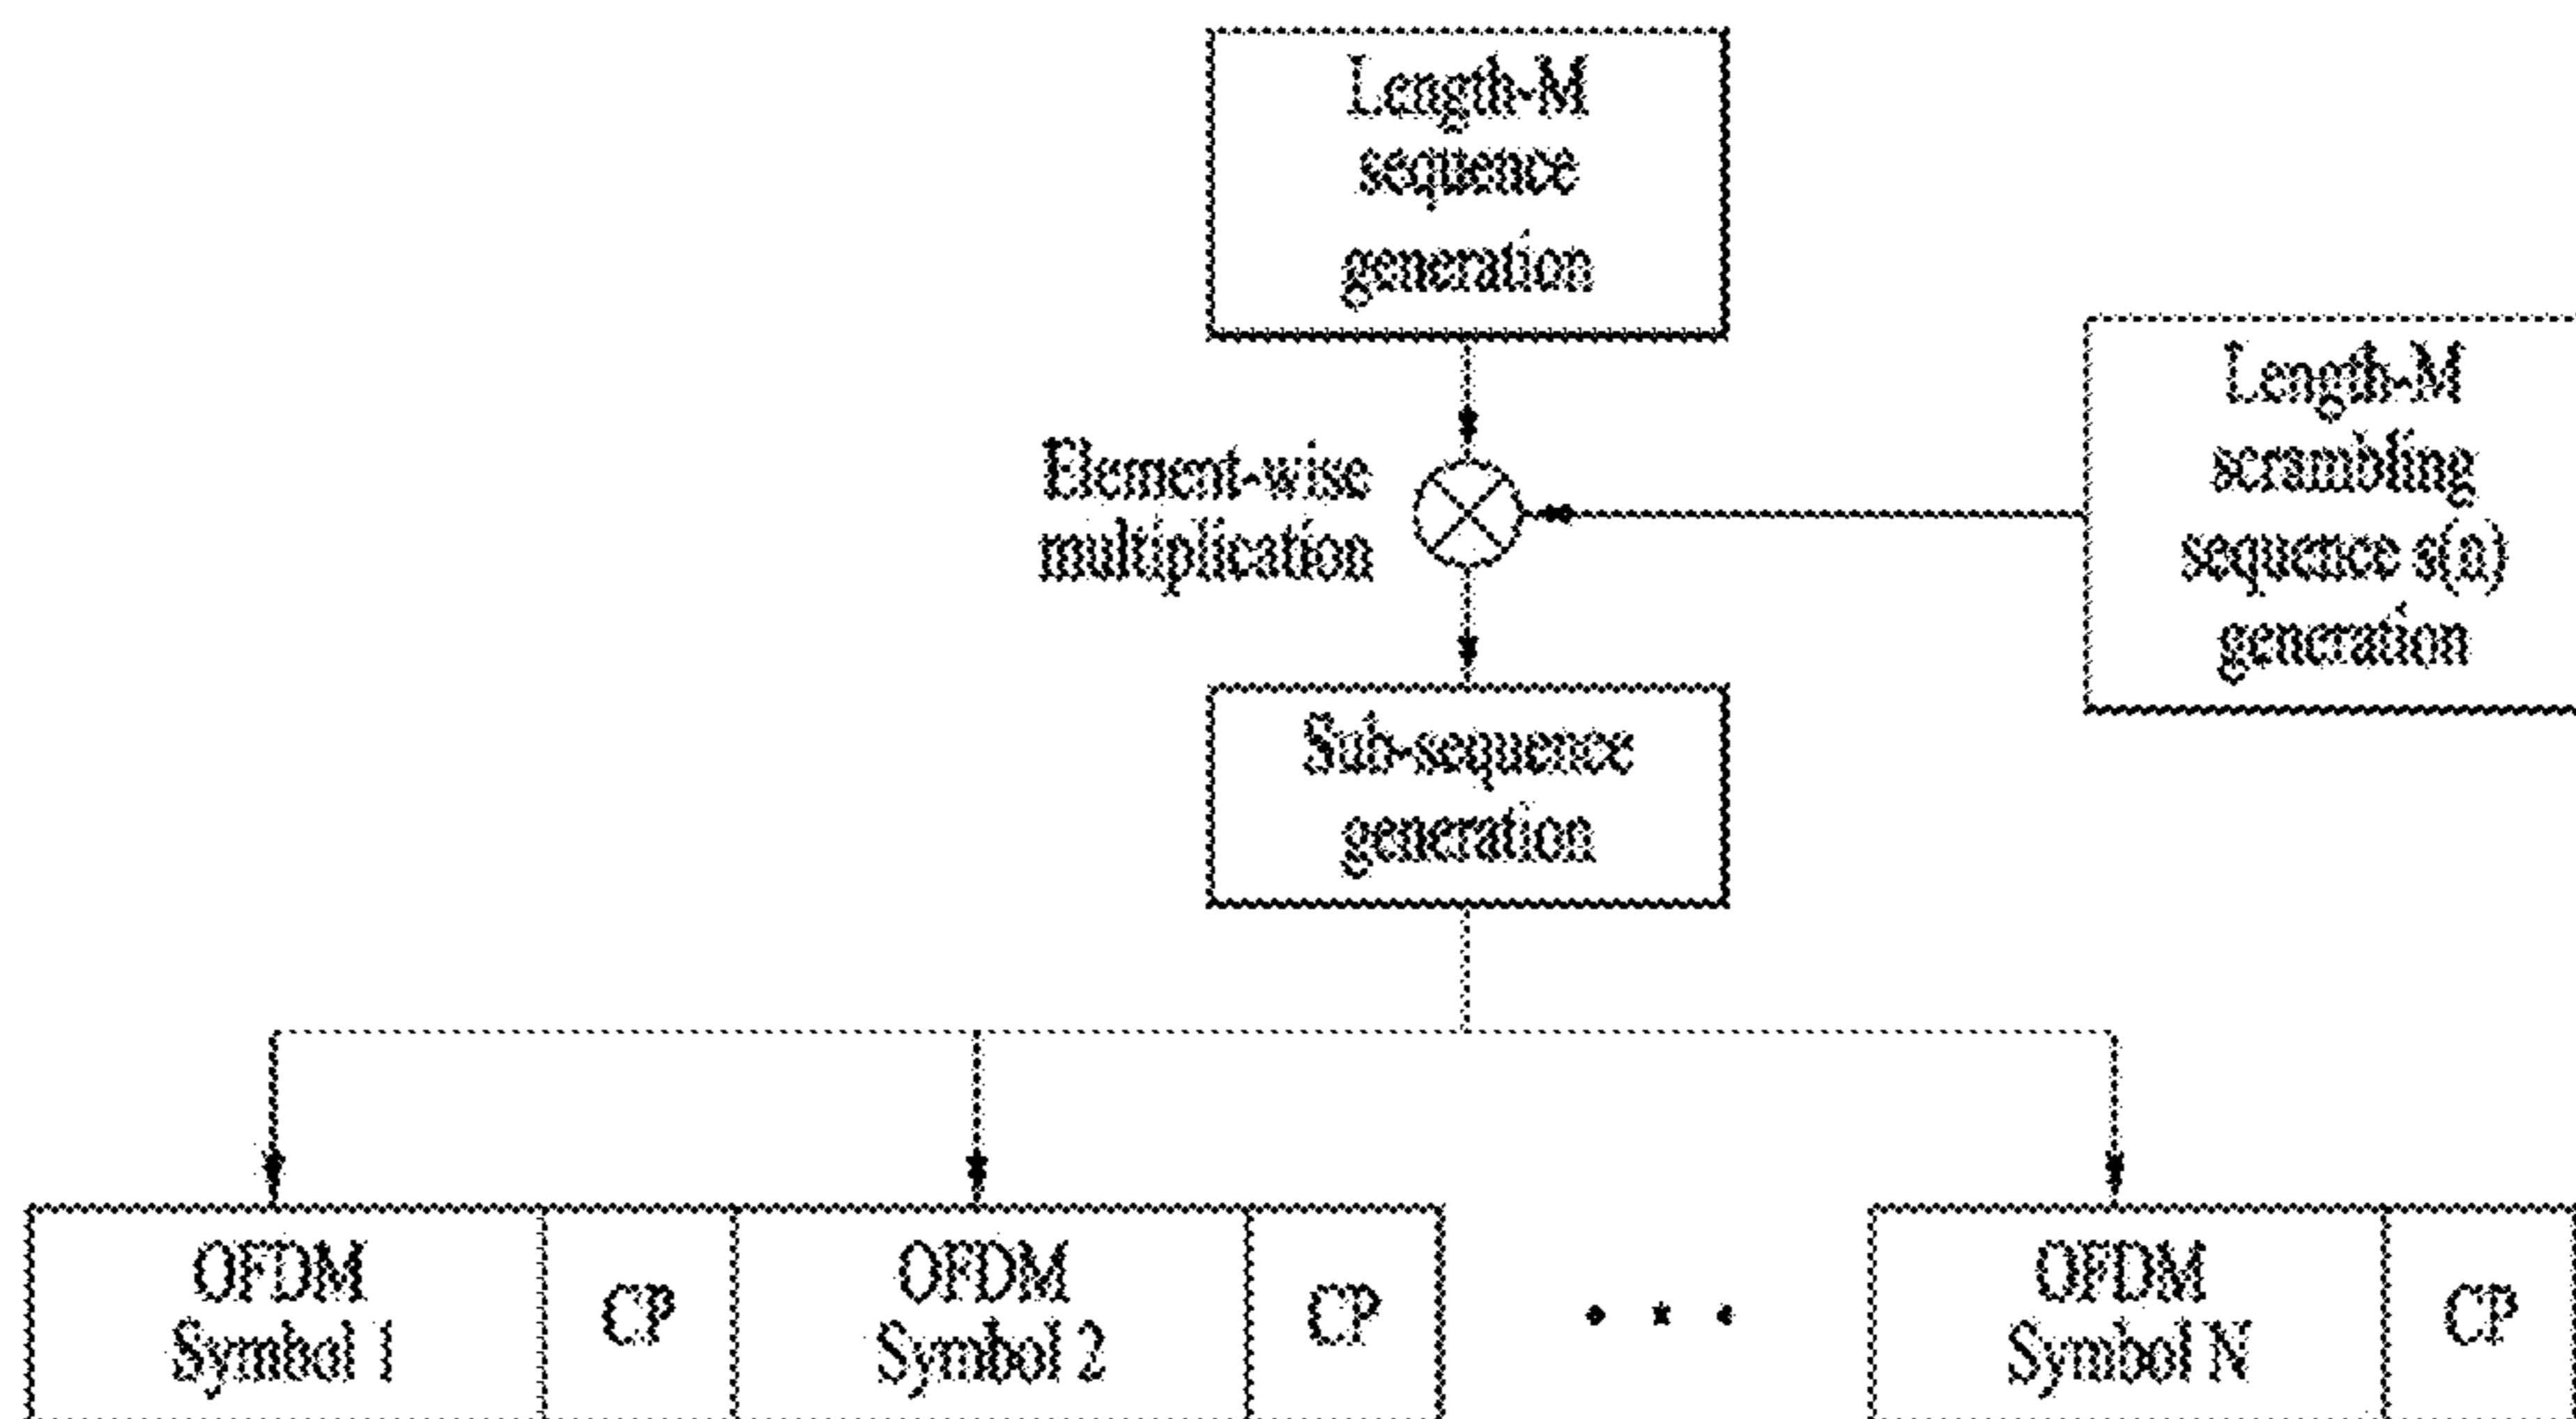 Length-M
sequence
generation
Length-M
scrambling
sequence s(n)
generation
Element-wise
multiplication
Sub-sequence
generation
OFDM
Symbol 1
CP
OFDM
Symbol 2
CP
• • •
OFDM
Symbol N
CP